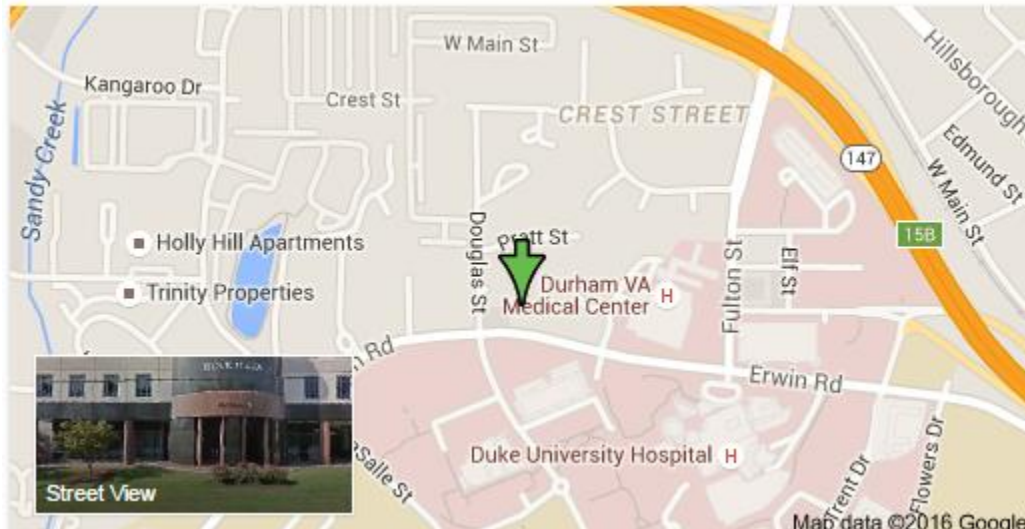 W Main St
Hillsborough
Kangaroo Dr
Crest St
CREST STREET
Edmund St
Sandy Creek
147
W Main St
Douglas St
Pratt St
15B
Holly Hill Apartments
Fulton St
Elf St
Trinity Properties
Durham VA
Medical Center
H
Rd
Erwin Rd
Duke University Hospital
H
Street View
Salle St
Trent Dr
Flowers Dr
Map data ©2016 Google